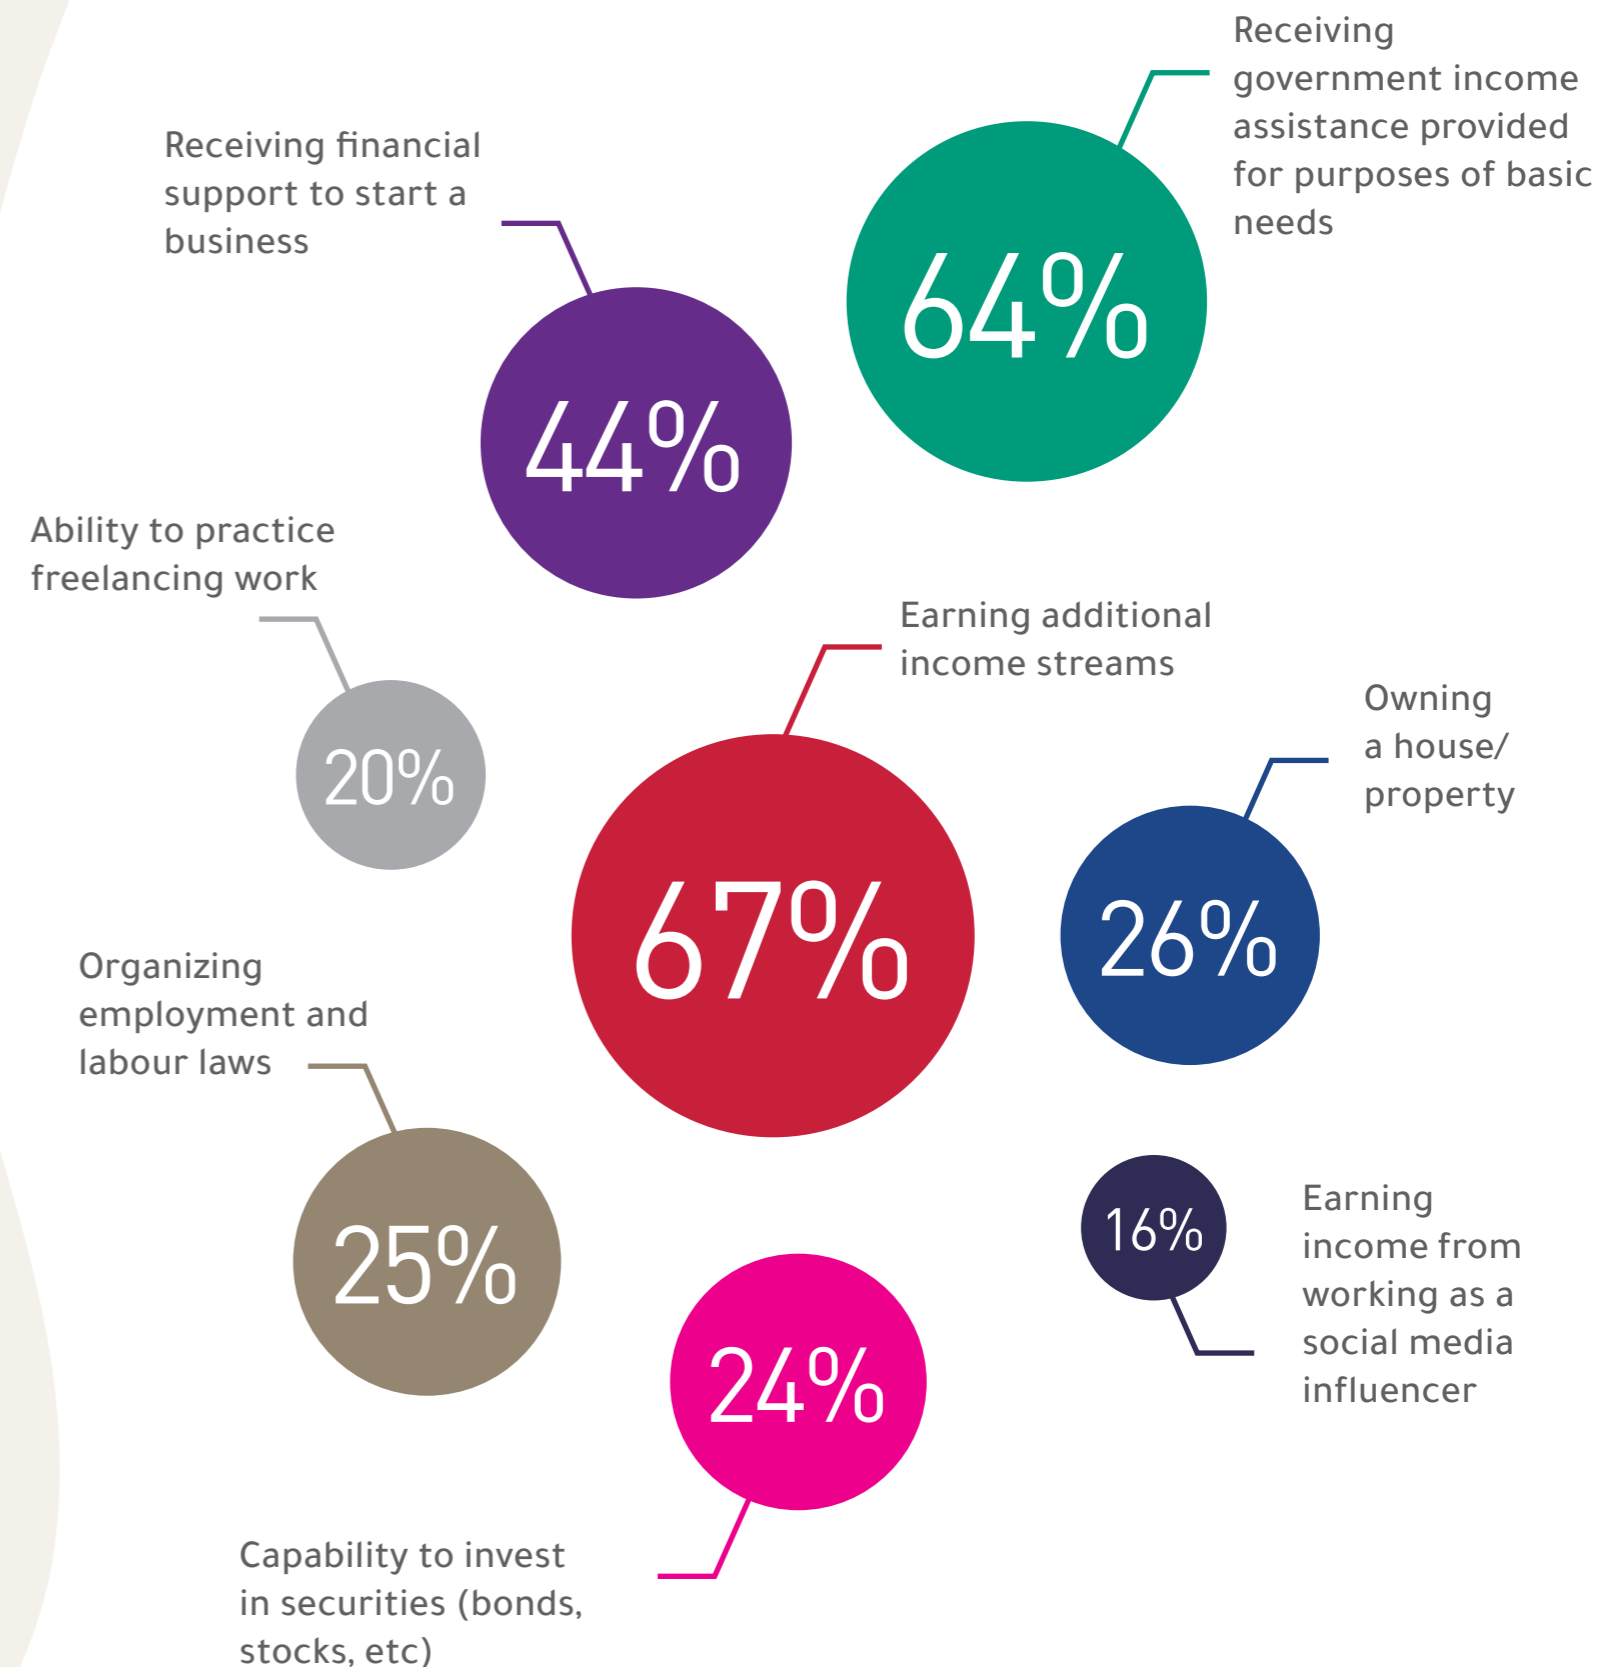 Receiving
government income
assistance provided
for purposes of basic
needs
64%
Receiving financial
support to start a
business
44%
Ability to practice
freelancing work
20%
Earning additional
income streams
67%
Owning
a house/
property
26%
Organizing
employment and
labour laws
25%
16%
Earning
income from
working as a
social media
influencer
24%
Capability to invest
in securities (bonds,
stocks, etc)